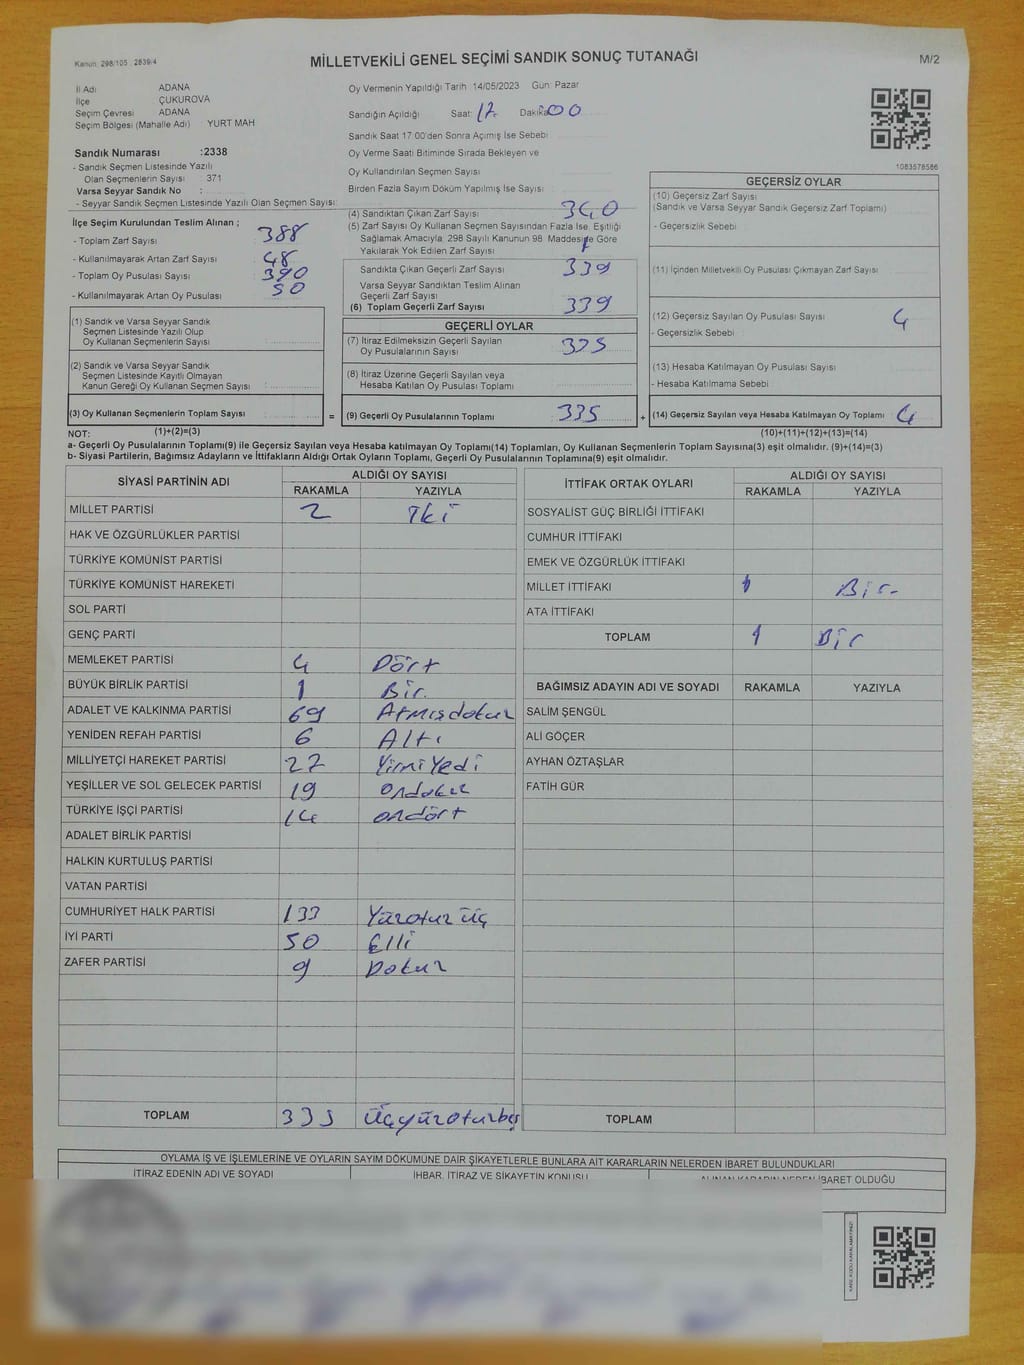 Kanun: 298/105 2839/4
MİLLETVEKİLİ GENEL SEÇİMİ SANDIK SONUÇ TUTANAĞI
M/2
İl Adı ADANA
İlçe ÇUKUROVA
Seçim Çevresi ADANA
Seçim Bölgesi (Mahalle Adı) YURT MAH
Sandık Numarası :2338
- Sandık Seçmen Listesinde Yazılı
Olan Seçmenlerin Sayısı : 371
Varsa Seyyar Sandık No :
- Seyyar Sandık Seçmen Listesinde Yazılı Olan Seçmen Sayısı:
Oy Vermenin Yapıldığı Tarih 14/05/2023 Gün: Pazar
Sandığın Açıldığı Saat: 17 Dakika 00
Sandık Saat 17.00'den Sonra Açılmış İse Sebebi
Oy Verme Saati Bitiminde Sırada Bekleyen ve
Oy Kullandırılan Seçmen Sayısı
Birden Fazla Sayım Döküm Yapılmış İse Sayısı
1083578586
İlçe Seçim Kurulundan Teslim Alınan ;
- Toplam Zarf Sayısı 388
- Kullanılmayarak Artan Zarf Sayısı 48
- Toplam Oy Pusulası Sayısı 390
- Kullanılmayarak Artan Oy Pusulası 50
(1) Sandık ve Varsa Seyyar Sandık
Seçmen Listesinde Yazılı Olup
Oy Kullanan Seçmenlerin Sayısı
(2) Sandık ve Varsa Seyyar Sandık
Seçmen Listesinde Kayıtlı Olmayan
Kanun Gereği Oy Kullanan Seçmen Sayısı
(3) Oy Kullanan Seçmenlerin Toplam Sayısı =
(4) Sandıktan Çıkan Zarf Sayısı 340
(5) Zarf Sayısı Oy Kullanan Seçmen Sayısından Fazla İse, Eşitliği
Sağlamak Amacıyla; 298 Sayılı Kanunun 98. Maddesine Göre
Yakılarak Yok Edilen Zarf Sayısı 1
Sandıkta Çıkan Geçerli Zarf Sayısı 339
Varsa Seyyar Sandıktan Teslim Alınan
Geçerli Zarf Sayısı
(6) Toplam Geçerli Zarf Sayısı 339
GEÇERLİ OYLAR
(7) İtiraz Edilmeksizin Geçerli Sayılan
Oy Pusulalarının Sayısı 335
(8) İtiraz Üzerine Geçerli Sayılan veya
Hesaba Katılan Oy Pusulası Toplamı
(9) Geçerli Oy Pusulalarının Toplamı 335 +
GEÇERSİZ OYLAR
(10) Geçersiz Zarf Sayısı
(Sandık ve Varsa Seyyar Sandık Geçersiz Zarf Toplamı)
- Geçersizlik Sebebi
(11) İçinden Milletvekili Oy Pusulası Çıkmayan Zarf Sayısı
(12) Geçersiz Sayılan Oy Pusulası Sayısı 4
- Geçersizlik Sebebi
(13) Hesaba Katılmayan Oy Pusulası Sayısı
- Hesaba Katılmama Sebebi
(14) Geçersiz Sayılan veya Hesaba Katılmayan Oy Toplamı 4
NOT: (1)+(2)=(3) (10)+(11)+(12)+(13)=(14)
a- Geçerli Oy Pusulalarının Toplamı(9) ile Geçersiz Sayılan veya Hesaba katılmayan Oy Toplamı(14) Toplamları, Oy Kullanan Seçmenlerin Toplam Sayısına(3) eşit olmalıdır. (9)+(14)=(3)
b- Siyasi Partilerin, Bağımsız Adayların ve İttifakların Aldığı Ortak Oyların Toplamı, Geçerli Oy Pusulalarının Toplamına(9) eşit olmalıdır.
SİYASİ PARTİNİN ADI ALDIĞI OY SAYISI
RAKAMLA YAZIYLA
MİLLET PARTİSİ 2 İki
HAK VE ÖZGÜRLÜKLER PARTİSİ
TÜRKİYE KOMÜNİST PARTİSİ
TÜRKİYE KOMÜNİST HAREKETİ
SOL PARTİ
GENÇ PARTİ
MEMLEKET PARTİSİ 4 Dört
BÜYÜK BİRLİK PARTİSİ 1 Bir.
ADALET VE KALKINMA PARTİSİ 69 Atmışdokuz
YENİDEN REFAH PARTİSİ 6 Altı
MİLLİYETÇİ HAREKET PARTİSİ 27 Yirmi Yedi
YEŞİLLER VE SOL GELECEK PARTİSİ 19 Ondokuz
TÜRKİYE İŞÇİ PARTİSİ 14 ondört
ADALET BİRLİK PARTİSİ
HALKIN KURTULUŞ PARTİSİ
VATAN PARTİSİ
CUMHURİYET HALK PARTİSİ 133 Yüzotuz üç
İYİ PARTİ 50 Elli
ZAFER PARTİSİ 9 Dokuz
TOPLAM 335 Üçyüzotuzbeş
İTTİFAK ORTAK OYLARI ALDIĞI OY SAYISI
RAKAMLA YAZIYLA
SOSYALİST GÜÇ BİRLİĞİ İTTİFAKI
CUMHUR İTTİFAKI
EMEK VE ÖZGÜRLÜK İTTİFAKI
MİLLET İTTİFAKI 1 Bir-
ATA İTTİFAKI
TOPLAM 1 Bir
BAĞIMSIZ ADAYIN ADI VE SOYADI RAKAMLA YAZIYLA
SALİM ŞENGÜL
ALİ GÖÇER
AYHAN ÖZTAŞLAR
FATİH GÜR
TOPLAM
OYLAMA İŞ VE İŞLEMLERİNE VE OYLARIN SAYIM DÖKÜMÜNE DAİR ŞİKAYETLERLE BUNLARA AİT KARARLARIN NELERDEN İBARET BULUNDUKLARI
İTİRAZ EDENİN ADI VE SOYADI İHBAR, İTİRAZ VE ŞİKAYETİN KONUSU ALINAN KARARIN NEDEN İBARET OLDUĞU
KARE KODU KARALAMAYINIZ!